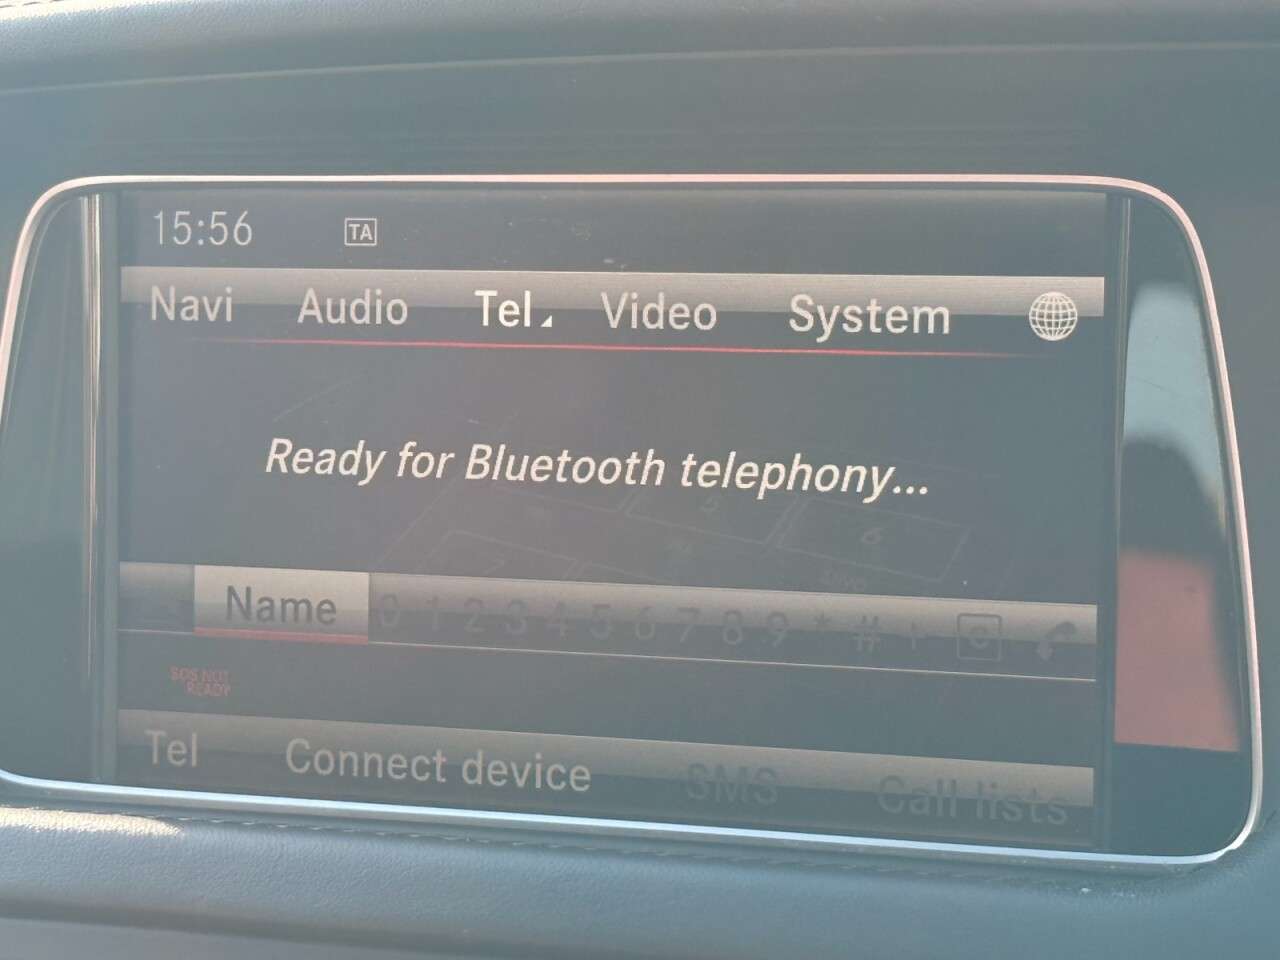 15:56 TA
Navi Audio Tel Video System
Ready for Bluetooth telephony...
Name 0 1 2 3 4 5 6 7 8 9 * # + C
SOS NOT
READY
Tel Connect device SMS Call lists